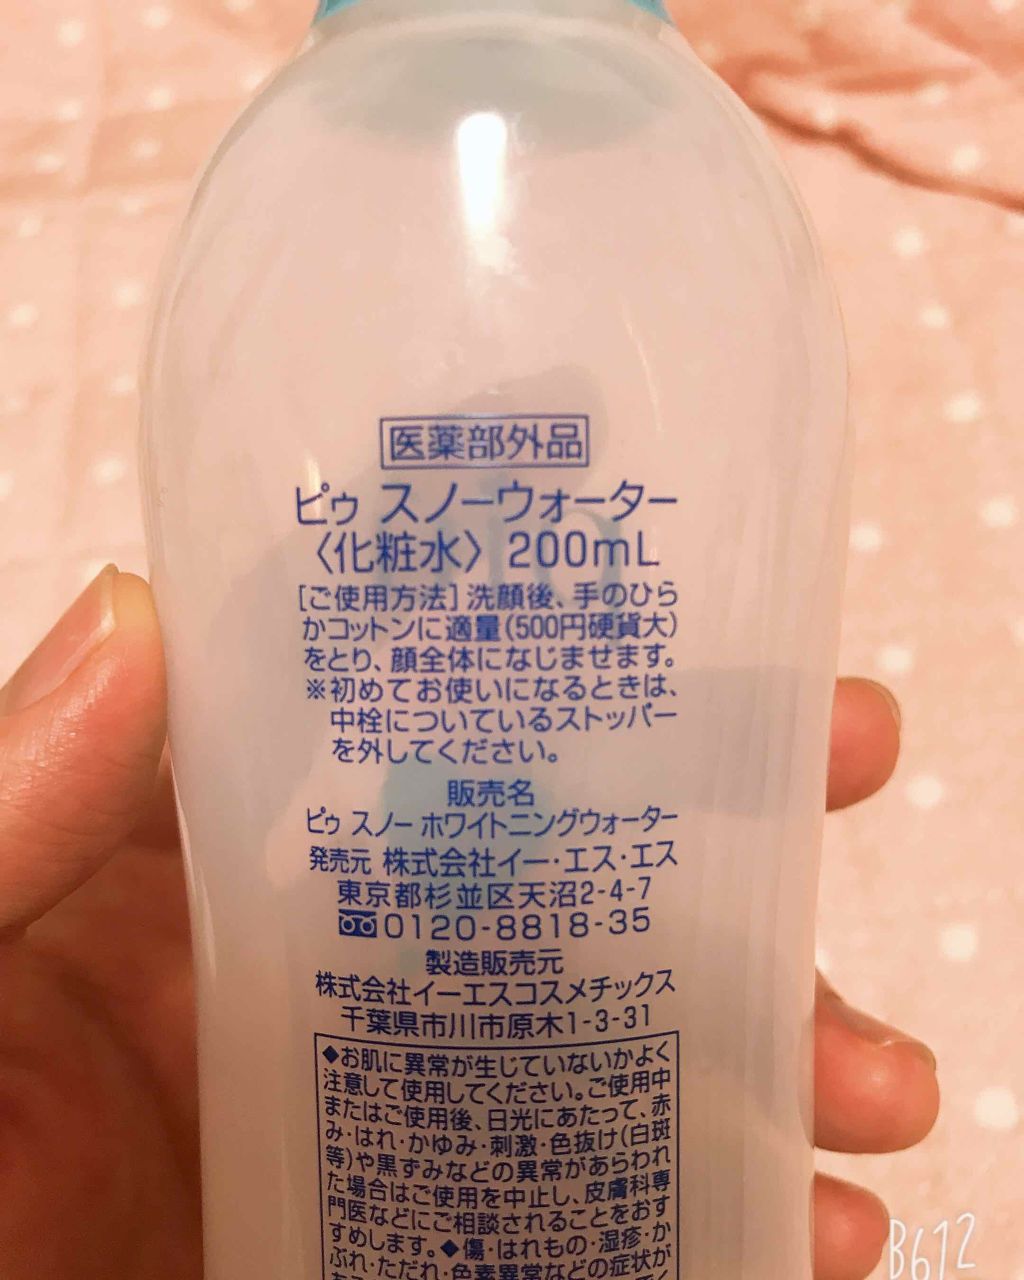 医薬部外品
ピゥ スノーウォーター
〈化粧水〉200mL
[ご使用方法]洗顔後、手のひら
かコットンに適量(500円硬貨大)
をとり、顔全体になじませます。
※初めてお使いになるときは、
中栓についているストッパー
を外してください。
販売名
ピゥ スノー ホワイトニングウォーター
発売元 株式会社イー・エス・エス
東京都杉並区天沼2-4-7
0120-8818-35
製造販売元
株式会社イーエスコスメチックス
千葉県市川市原木1-3-31
◆お肌に異常が生じていないかよく
注意して使用してください。ご使用中
またはご使用後、日光にあたって、赤
み・はれ・かゆみ・刺激・色抜け(白斑
等)や黒ずみなどの異常があらわれ
た場合はご使用を中止し、皮膚科専
門医などにご相談されることをおす
すめします。◆傷・はれもの・湿疹・か
ぶれ・ただれ・色素異常などの症状が
B612